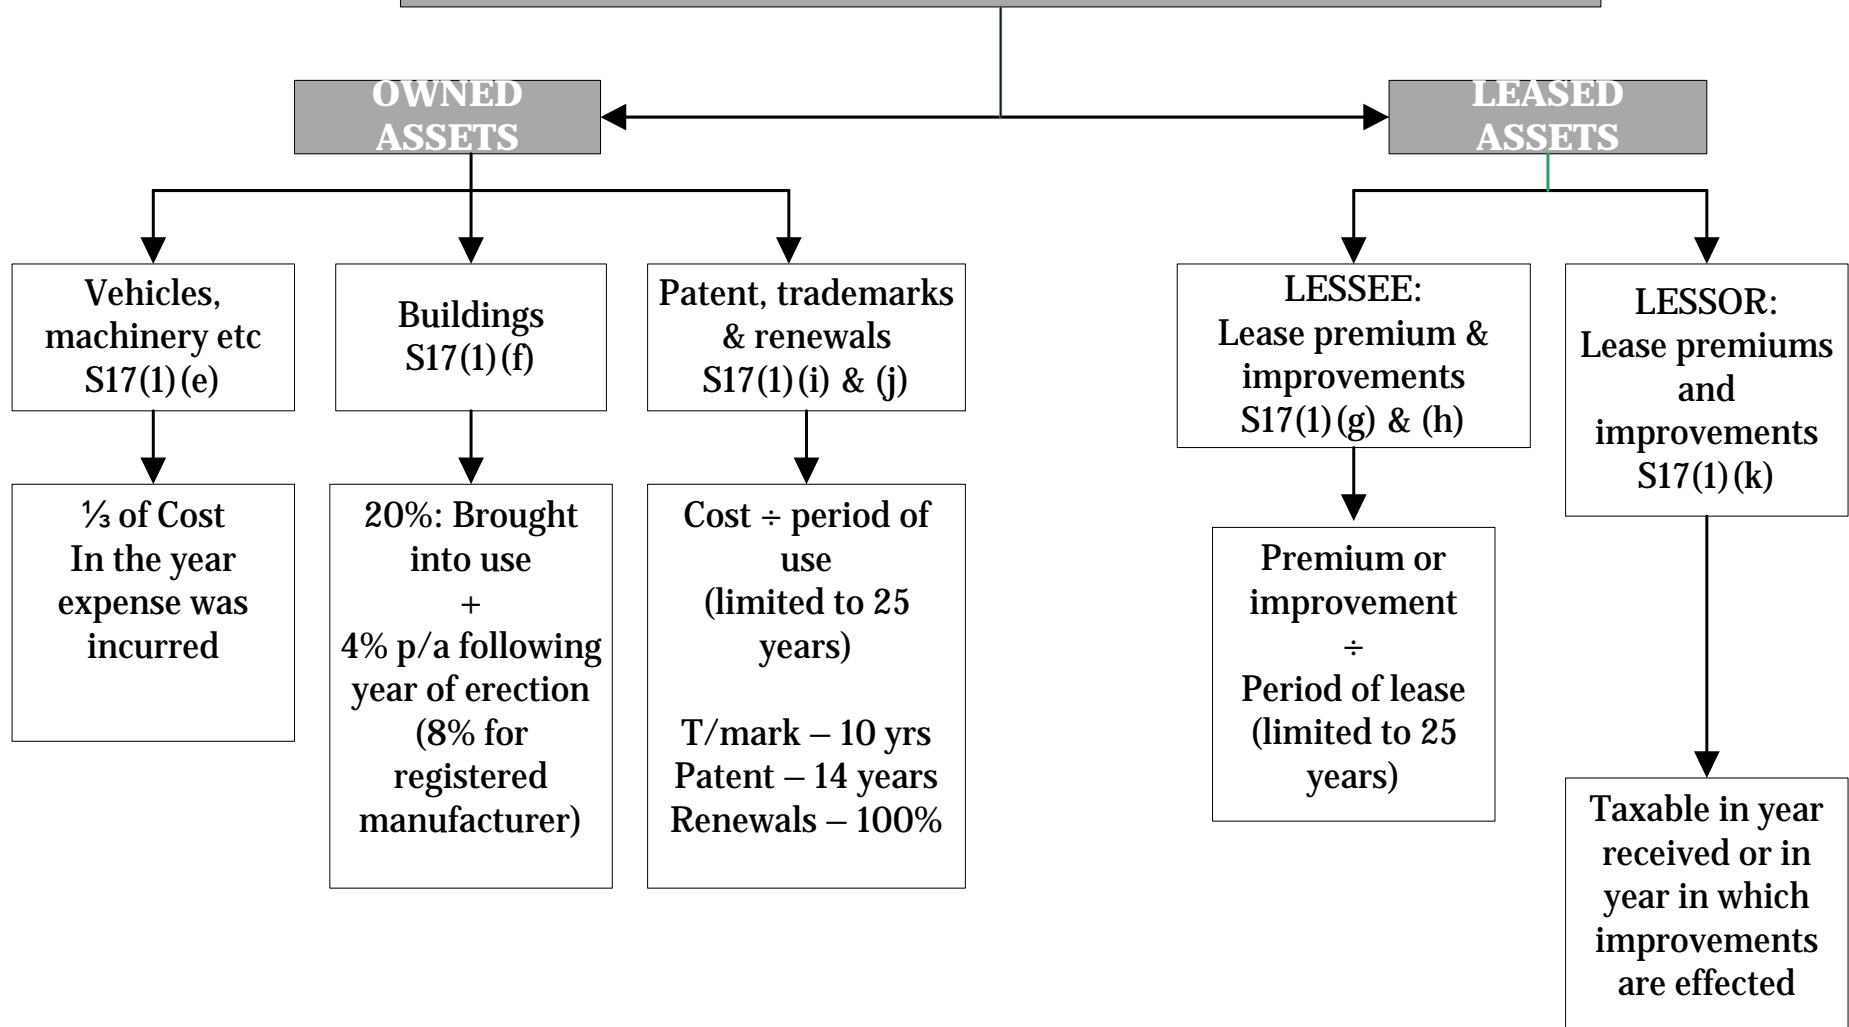 OWNED
ASSETS
LEASED
ASSETS
Vehicles,
machinery etc
S17(1)(e)
Buildings
S17(1)(f)
Patent, trademarks
& renewals
S17(1)(i) & (j)
LESSEE:
Lease premium &
improvements
S17(1)(g) & (h)
LESSOR:
Lease premiums
and
improvements
S17(1)(k)
⅓ of Cost
In the year
expense was
incurred
20%: Brought
into use
+
4% p/a following
year of erection
(8% for
registered
manufacturer)
Cost ÷ period of
use
(limited to 25
years)
T/mark – 10 yrs
Patent – 14 years
Renewals – 100%
Premium or
improvement
÷
Period of lease
(limited to 25
years)
Taxable in year
received or in
year in which
improvements
are effected